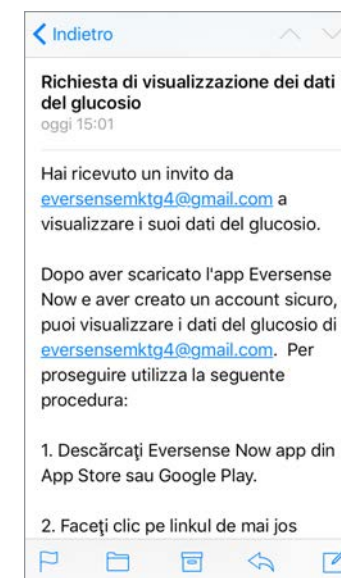 Indietro
Richiesta di visualizzazione dei dati
del glucosio
oggi 15:01
Hai ricevuto un invito da
eversensemktg4@gmail.com a
visualizzare i suoi dati del glucosio.
Dopo aver scaricato l'app Eversense
Now e aver creato un account sicuro,
puoi visualizzare i dati del glucosio di
eversensemktg4@gmail.com. Per
proseguire utilizza la seguente
procedura:
1. Descărcaţi Eversense Now app din
App Store sau Google Play.
2. Faceţi clic pe linkul de mai jos